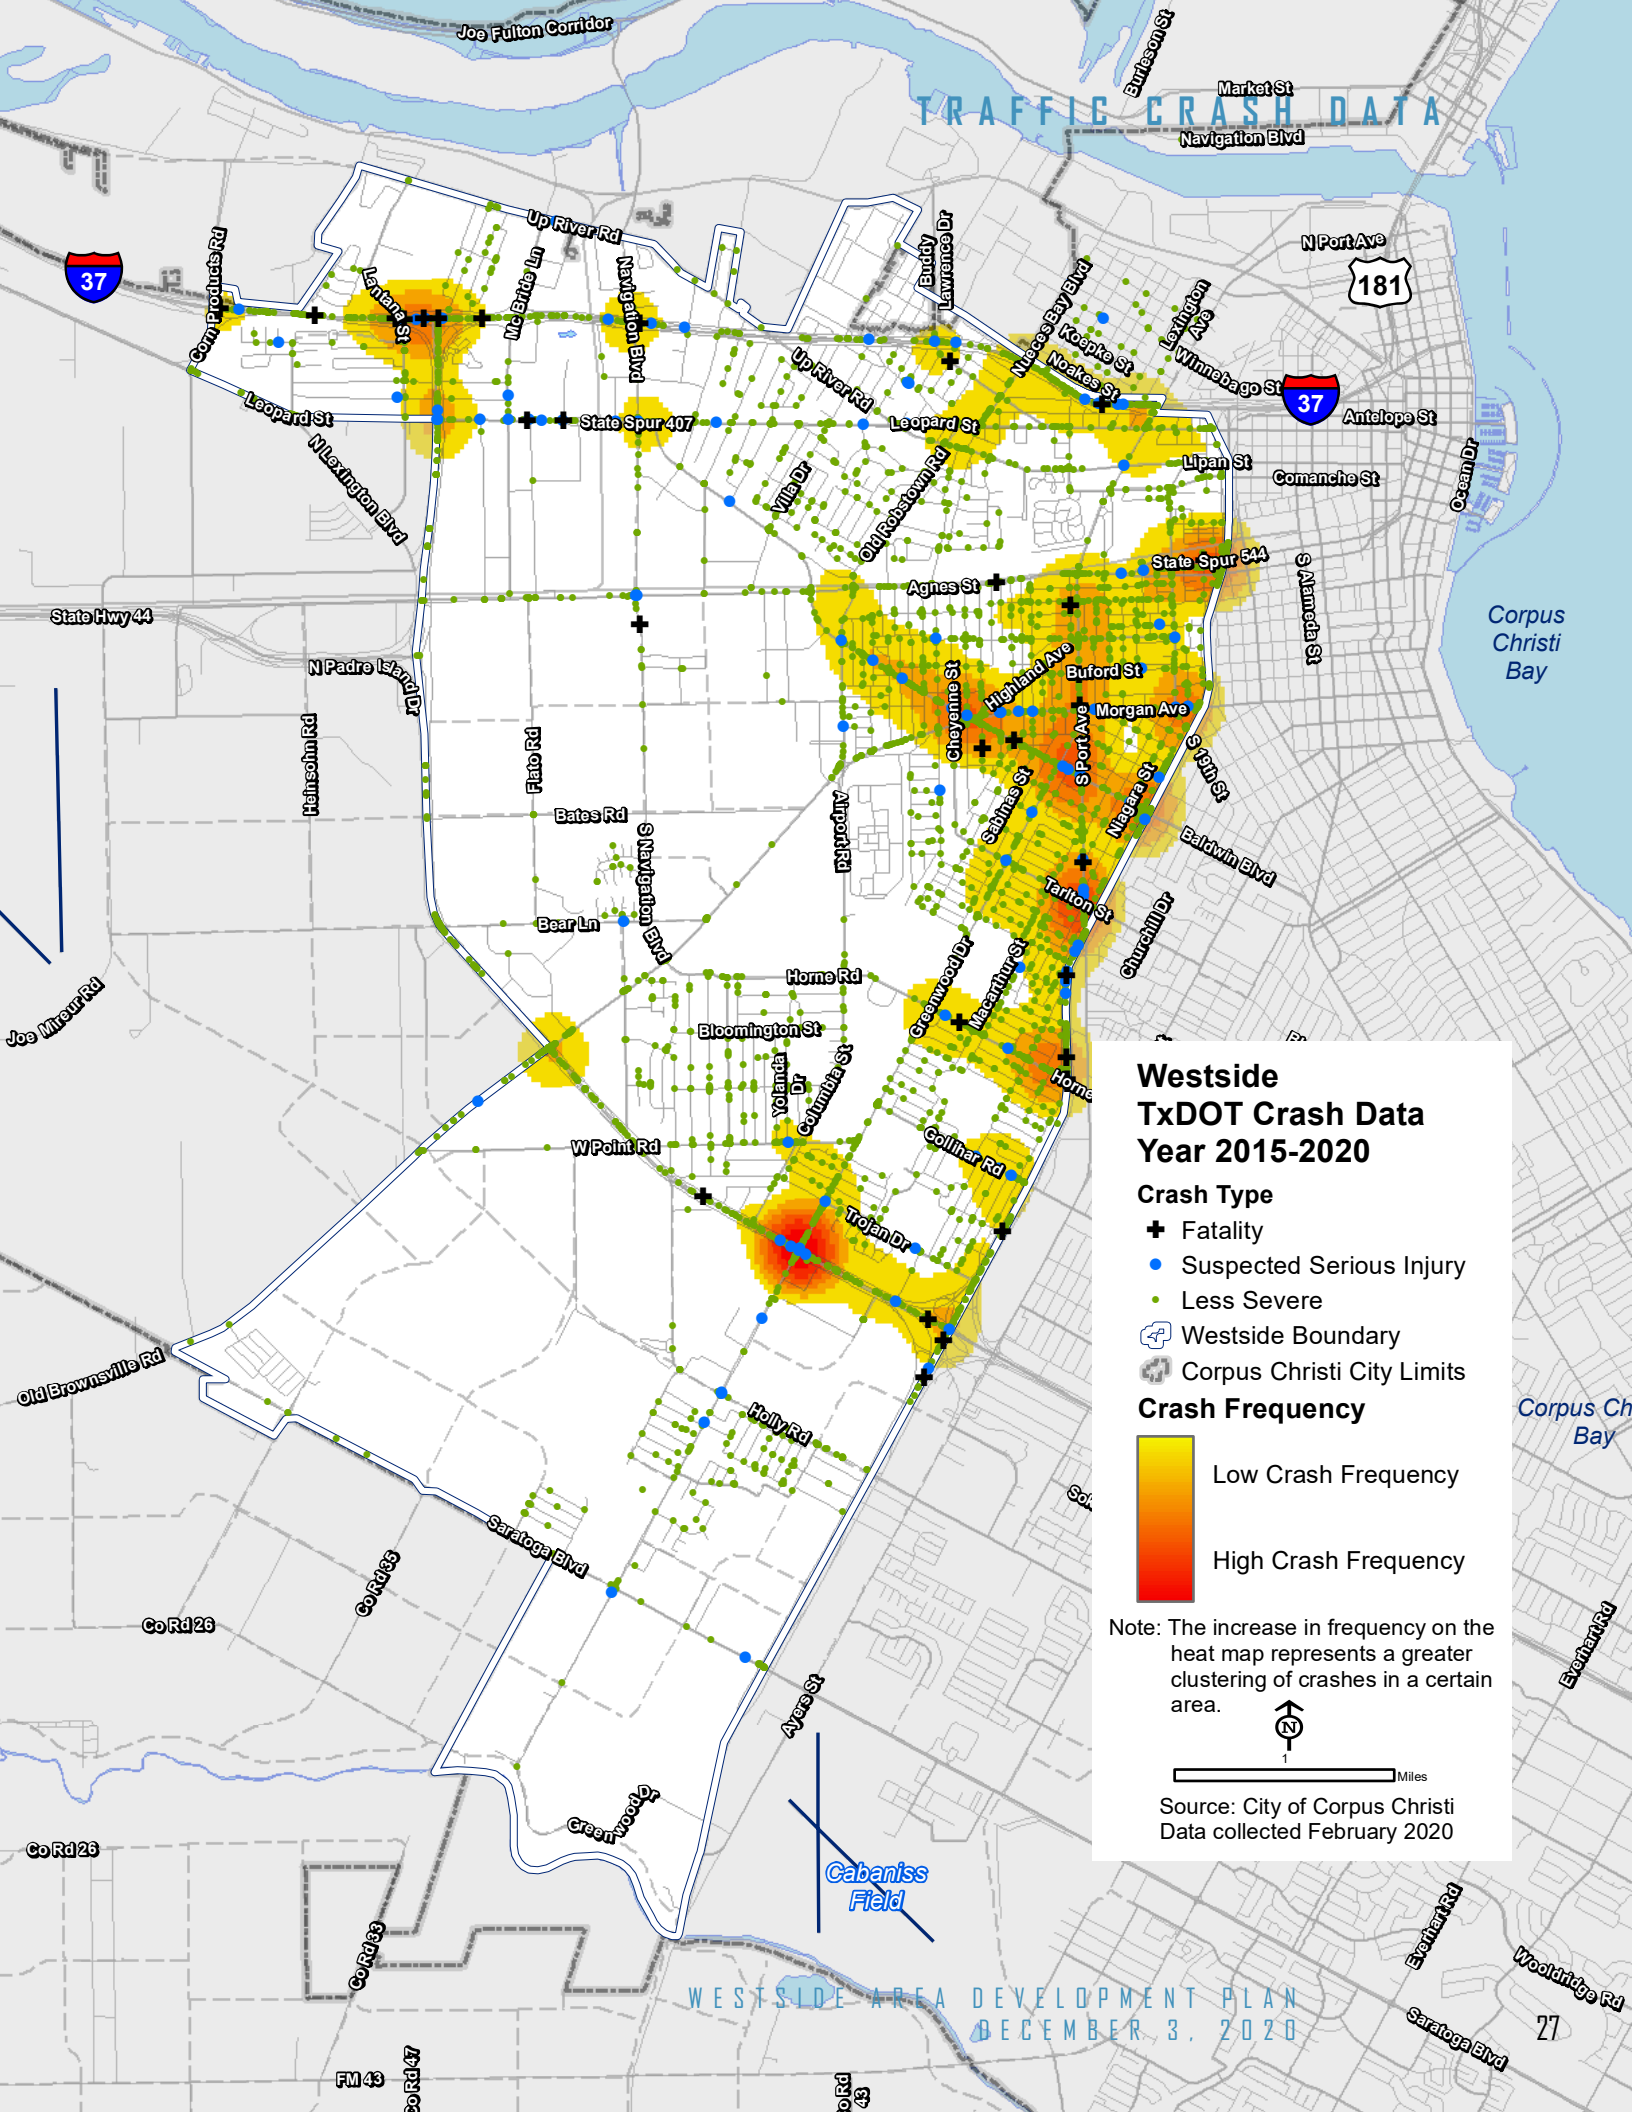 Joe Fulton Corridor
Burleson St
Market St
TRAFFIC CRASH DATA
Navigation Blvd
N Port Ave
181
37
Corn Products Rd
Lantana St
Mc Bride Ln
Up River Rd
Navigation Blvd
Buddy
Lawrence Dr
Nueces Bay Blvd
Koepke St
Noakes St
Lexington
Ave
Winnebago St
37
Antelope St
Up River Rd
Leopard St
N Lexington Blvd
State Spur 407
Leopard St
Lipan St
Comanche St
Ocean Dr
Villa Dr
Old Robstown Rd
State Spur 544
Agnes St
S Alameda St
State Hwy 44
N Padre Island Dr
Corpus
Christi
Bay
Heinsohn Rd
Flato Rd
Cheyenne St
Highland Ave
Buford St
Morgan Ave
S Port Ave
S 19th St
Sabinas St
Niagara St
Bates Rd
S Navigation Blvd
Airport Rd
Baldwin Blvd
Tarlton St
Churchill Dr
Bear Ln
Joe Mireur Rd
Horne Rd
Greenwood Dr
Macarthur St
Bloomington St
Yolanda
Dr
Columbia St
Horne
W Point Rd
Gollihar Rd
Trojan Dr
Old Brownsville Rd
Holly Rd
Saratoga Blvd
Co Rd 35
Co Rd 26
Ayers St
Everhart Rd
Westside
TxDOT Crash Data
Year 2015-2020
Crash Type
Fatality
Suspected Serious Injury
Less Severe
Westside Boundary
Corpus Christi City Limits
Crash Frequency
Low Crash Frequency
High Crash Frequency
Note: The increase in frequency on the
heat map represents a greater
clustering of crashes in a certain
area.
N
1
Miles
Source: City of Corpus Christi
Data collected February 2020
Corpus Ch
Bay
Greenwood Dr
Co Rd 26
Cabaniss
Field
Co Rd 33
Everhart Rd
Wooldridge Rd
Saratoga Blvd
WESTSIDE AREA DEVELOPMENT PLAN
DECEMBER 3, 2020
27
FM 43
Co Rd 47
o Rd
43